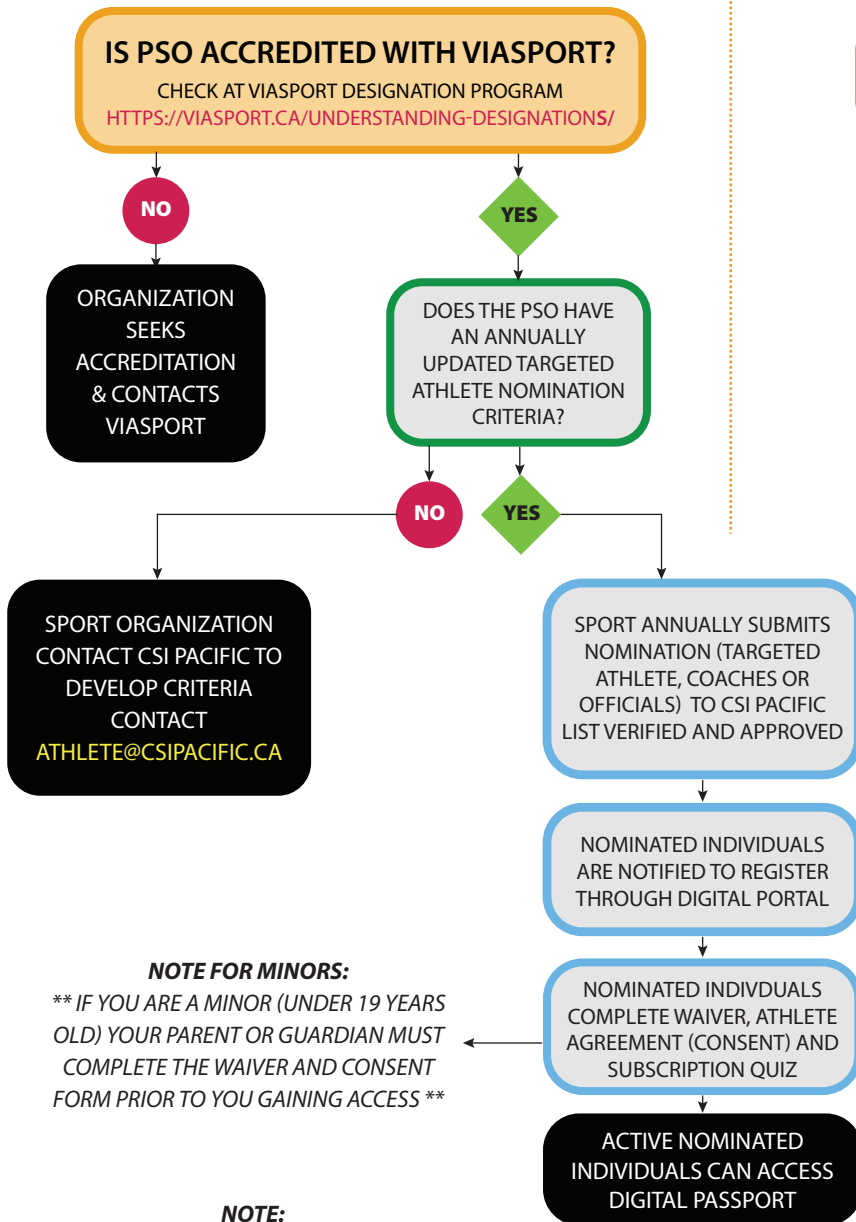 IS PSO ACCREDITED WITH VIASPORT?
CHECK AT VIASPORT DESIGNATION PROGRAM
HTTPS://VIASPORT.CA/UNDERSTANDING-DESIGNATIONS/
NO
YES
ORGANIZATION
SEEKS
ACCREDITATION
& CONTACTS
VIASPORT
DOES THE PSO HAVE
AN ANNUALLY
UPDATED TARGETED
ATHLETE NOMINATION
CRITERIA?
NO
YES
SPORT ORGANIZATION
CONTACT CSI PACIFIC TO
DEVELOP CRITERIA
CONTACT
ATHLETE@CSIPACIFIC.CA
SPORT ANNUALLY SUBMITS
NOMINATION (TARGETED
ATHLETE, COACHES OR
OFFICIALS) TO CSI PACIFIC
LIST VERIFIED AND APPROVED
NOMINATED INDIVIDUALS
ARE NOTIFIED TO REGISTER
THROUGH DIGITAL PORTAL
NOMINATED INDIVDUALS
COMPLETE WAIVER, ATHLETE
AGREEMENT (CONSENT) AND
SUBSCRIPTION QUIZ
NOTE FOR MINORS:
** IF YOU ARE A MINOR (UNDER 19 YEARS
OLD) YOUR PARENT OR GUARDIAN MUST
COMPLETE THE WAIVER AND CONSENT
FORM PRIOR TO YOU GAINING ACCESS **
ACTIVE NOMINATED
INDIVIDUALS CAN ACCESS
DIGITAL PASSPORT
NOTE: